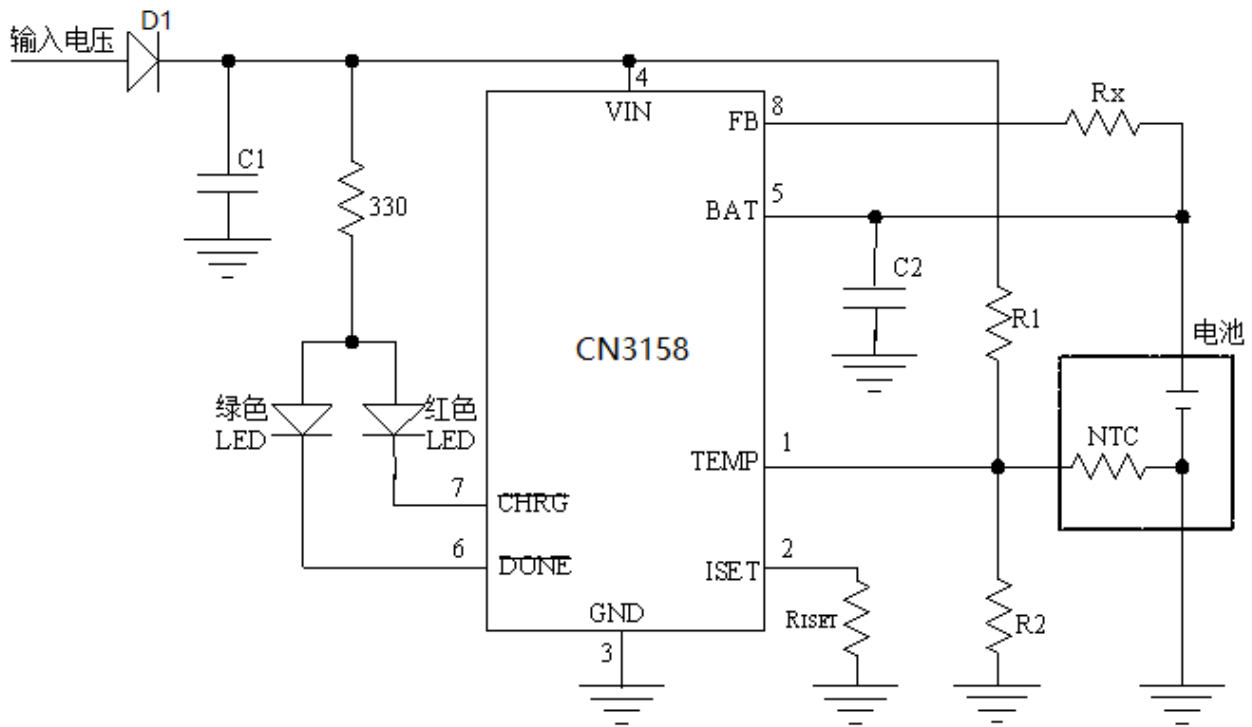 D1
输入电压
4
VIN
8
FB
Rx
C1
330
5
BAT
C2
R1
CN3158
电池
绿色
LED
红色
LED
NTC
1
TEMP
7
CHRG
6
DONE
2
ISET
GND
3
RISET
R2